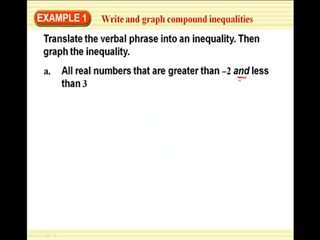 EXAMPLE 1 Write and graph compound inequalities
Translate the verbal phrase into an inequality. Then
graph the inequality.
a. All real numbers that are greater than –2 and less
than 3